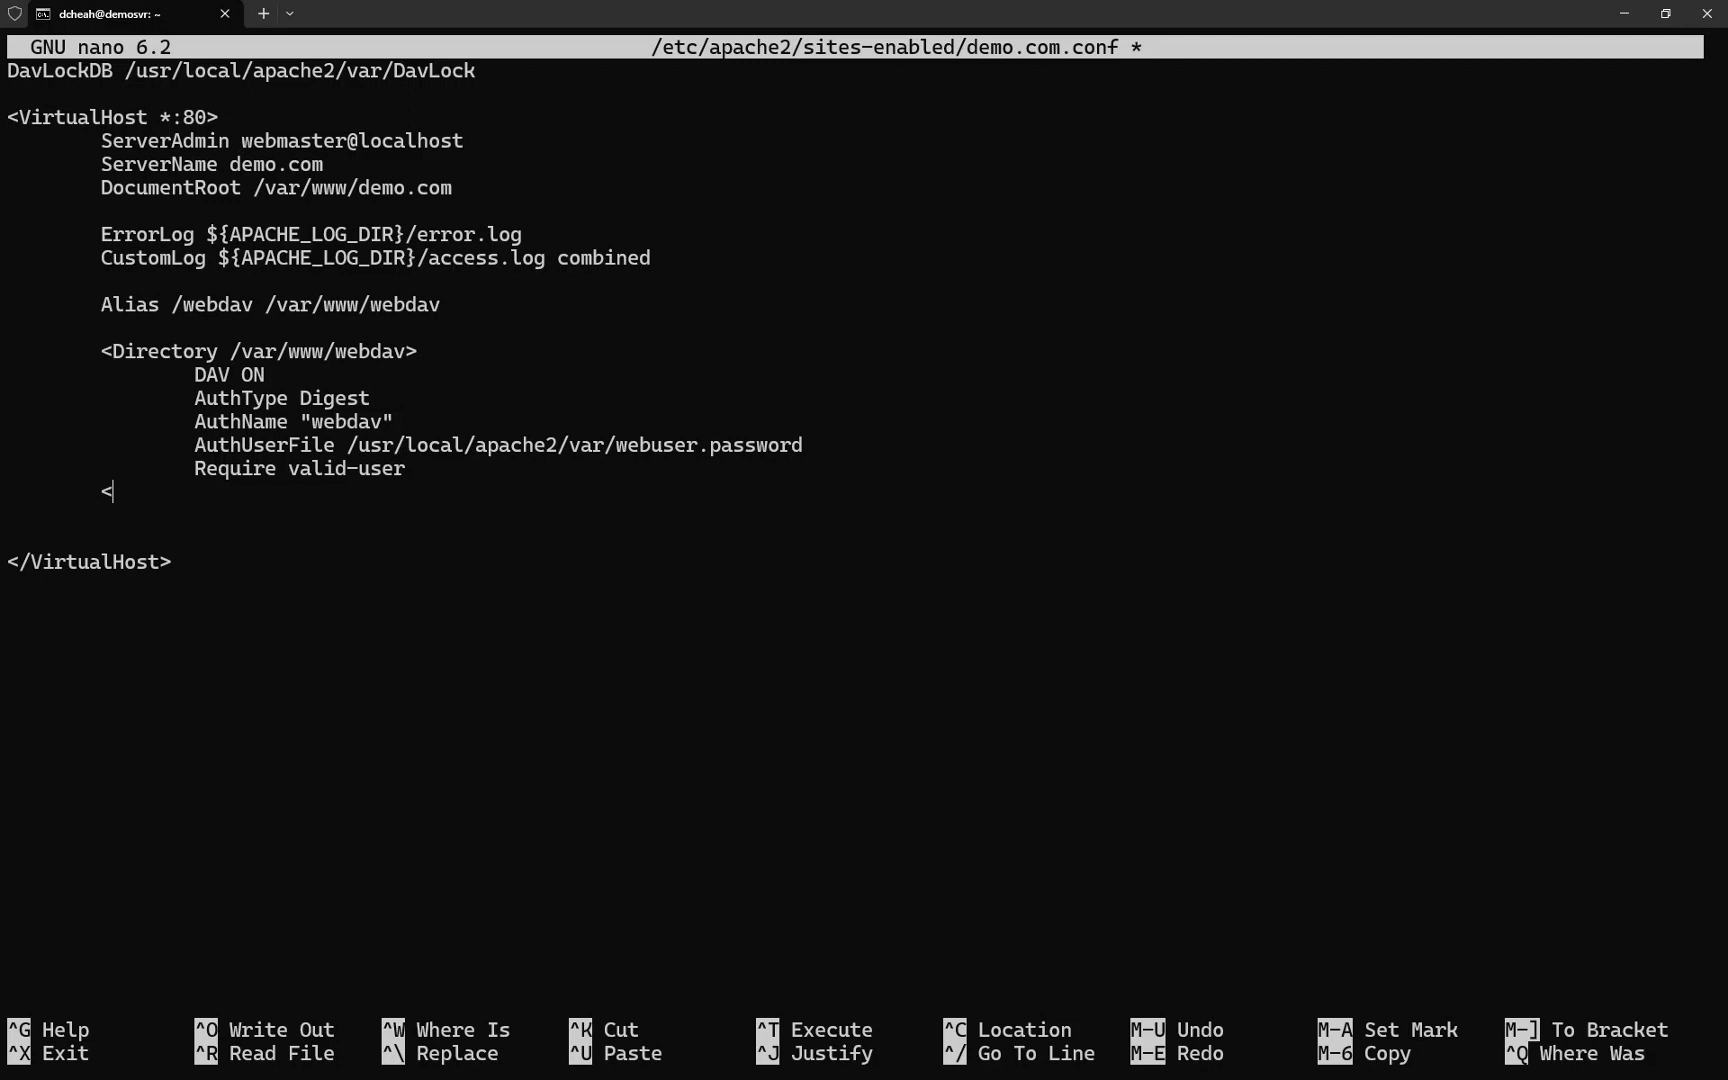 dcheah@demosvr: ~
GNU nano 6.2 /etc/apache2/sites-enabled/demo.com.conf *
DavLockDB /usr/local/apache2/var/DavLock
<VirtualHost *:80>
ServerAdmin webmaster@localhost
ServerName demo.com
DocumentRoot /var/www/demo.com
ErrorLog ${APACHE_LOG_DIR}/error.log
CustomLog ${APACHE_LOG_DIR}/access.log combined
Alias /webdav /var/www/webdav
<Directory /var/www/webdav>
DAV ON
AuthType Digest
AuthName "webdav"
AuthUserFile /usr/local/apache2/var/webuser.password
Require valid-user
<
</VirtualHost>
^G Help ^O Write Out ^W Where Is ^K Cut ^T Execute ^C Location M-U Undo M-A Set Mark M-] To Bracket
^X Exit ^R Read File ^\ Replace ^U Paste ^J Justify ^/ Go To Line M-E Redo M-6 Copy ^Q Where Was